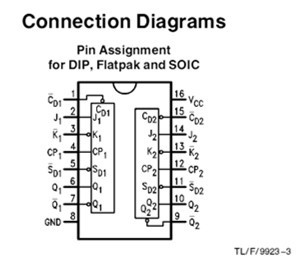 Connection Diagrams
Pin Assignment
for DIP, Flatpak and SOIC
C̅D1 1 CD1 16 VCC
J1 2 J1 CD2 15 C̅D2
K̅1 3 K1 J2 14 J2
CP1 4 CP1 K2 13 K̅2
S̅D1 5 SD1 CP2 12 CP2
Q1 6 Q1 SD2 11 S̅D2
Q̅1 7 Q̅1 Q2 10 Q2
GND 8 Q̅2 9 Q̅2
TL/F/9923–3